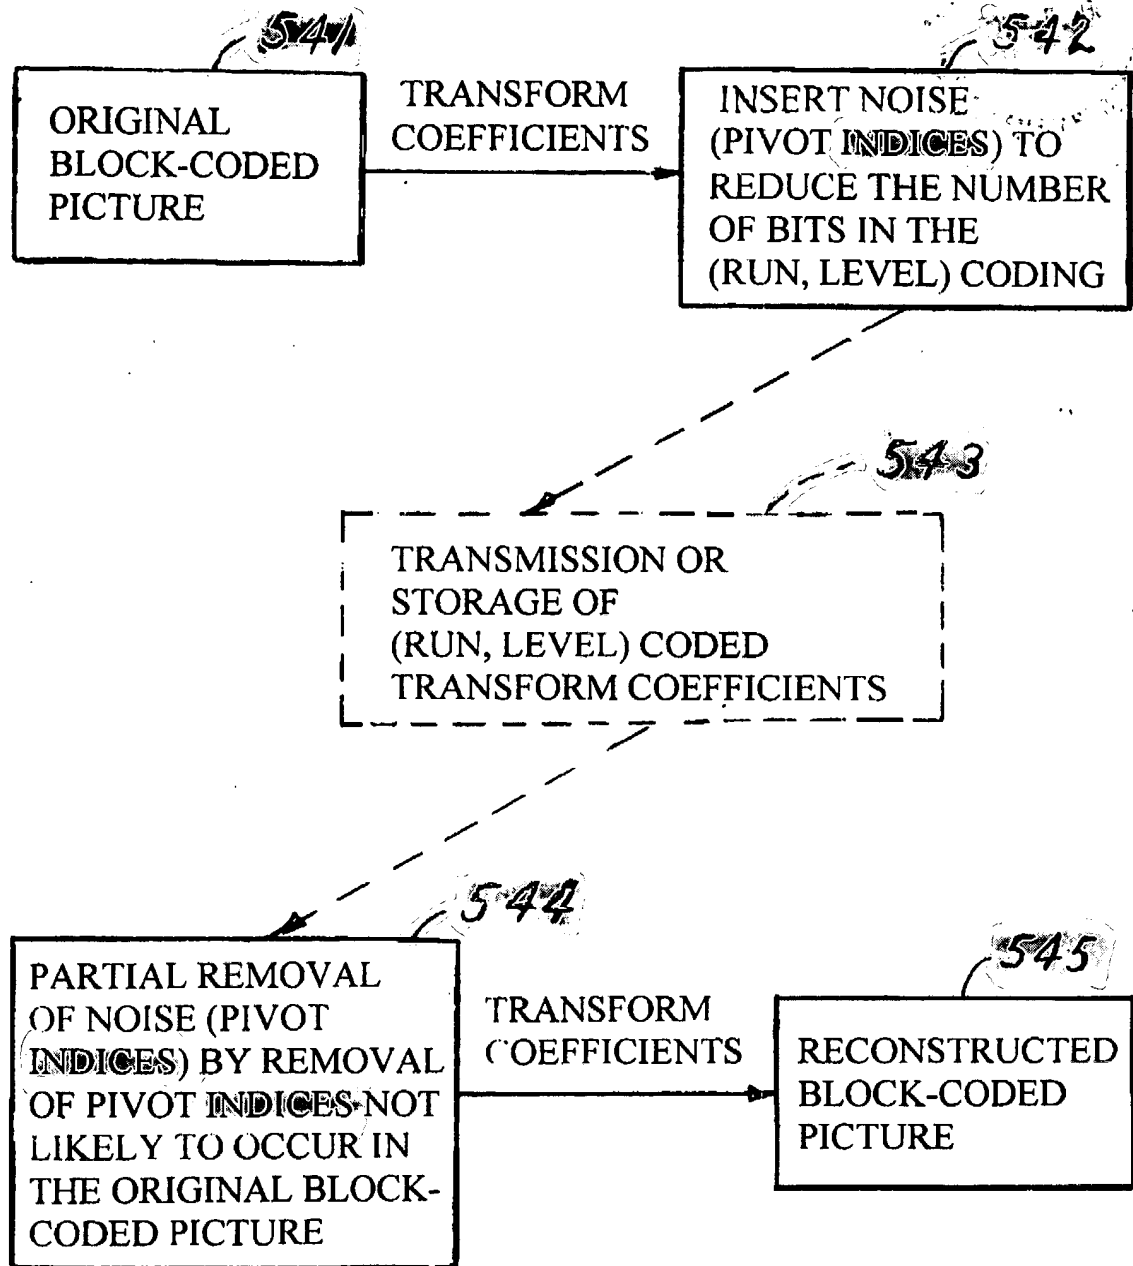 541
ORIGINAL
BLOCK-CODED
PICTURE
TRANSFORM
COEFFICIENTS
542
INSERT NOISE
(PIVOT INDICES) TO
REDUCE THE NUMBER
OF BITS IN THE
(RUN, LEVEL) CODING
543
TRANSMISSION OR
STORAGE OF
(RUN, LEVEL) CODED
TRANSFORM COEFFICIENTS
544
PARTIAL REMOVAL
OF NOISE (PIVOT
INDICES) BY REMOVAL
OF PIVOT INDICES NOT
LIKELY TO OCCUR IN
THE ORIGINAL BLOCK-
CODED PICTURE
TRANSFORM
COEFFICIENTS
545
RECONSTRUCTED
BLOCK-CODED
PICTURE